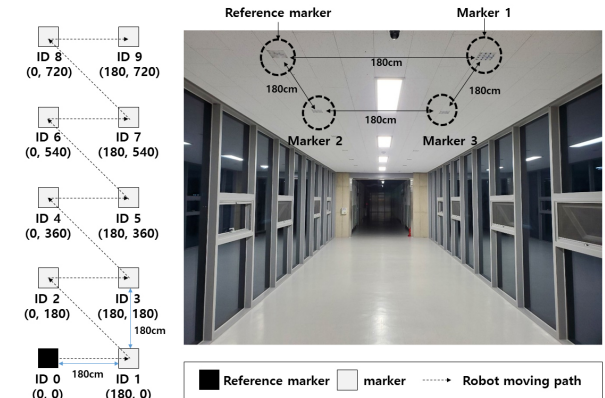 Reference marker
Marker 1
180cm
180cm
180cm
180cm
Marker 2
Marker 3
ID 8
(0, 720)
ID 9
(180, 720)
ID 6
(0, 540)
ID 7
(180, 540)
ID 4
(0, 360)
ID 5
(180, 360)
ID 2
(0, 180)
ID 3
(180, 180)
180cm
180cm
ID 0
(0, 0)
ID 1
(180, 0)
Reference marker
marker
Robot moving path